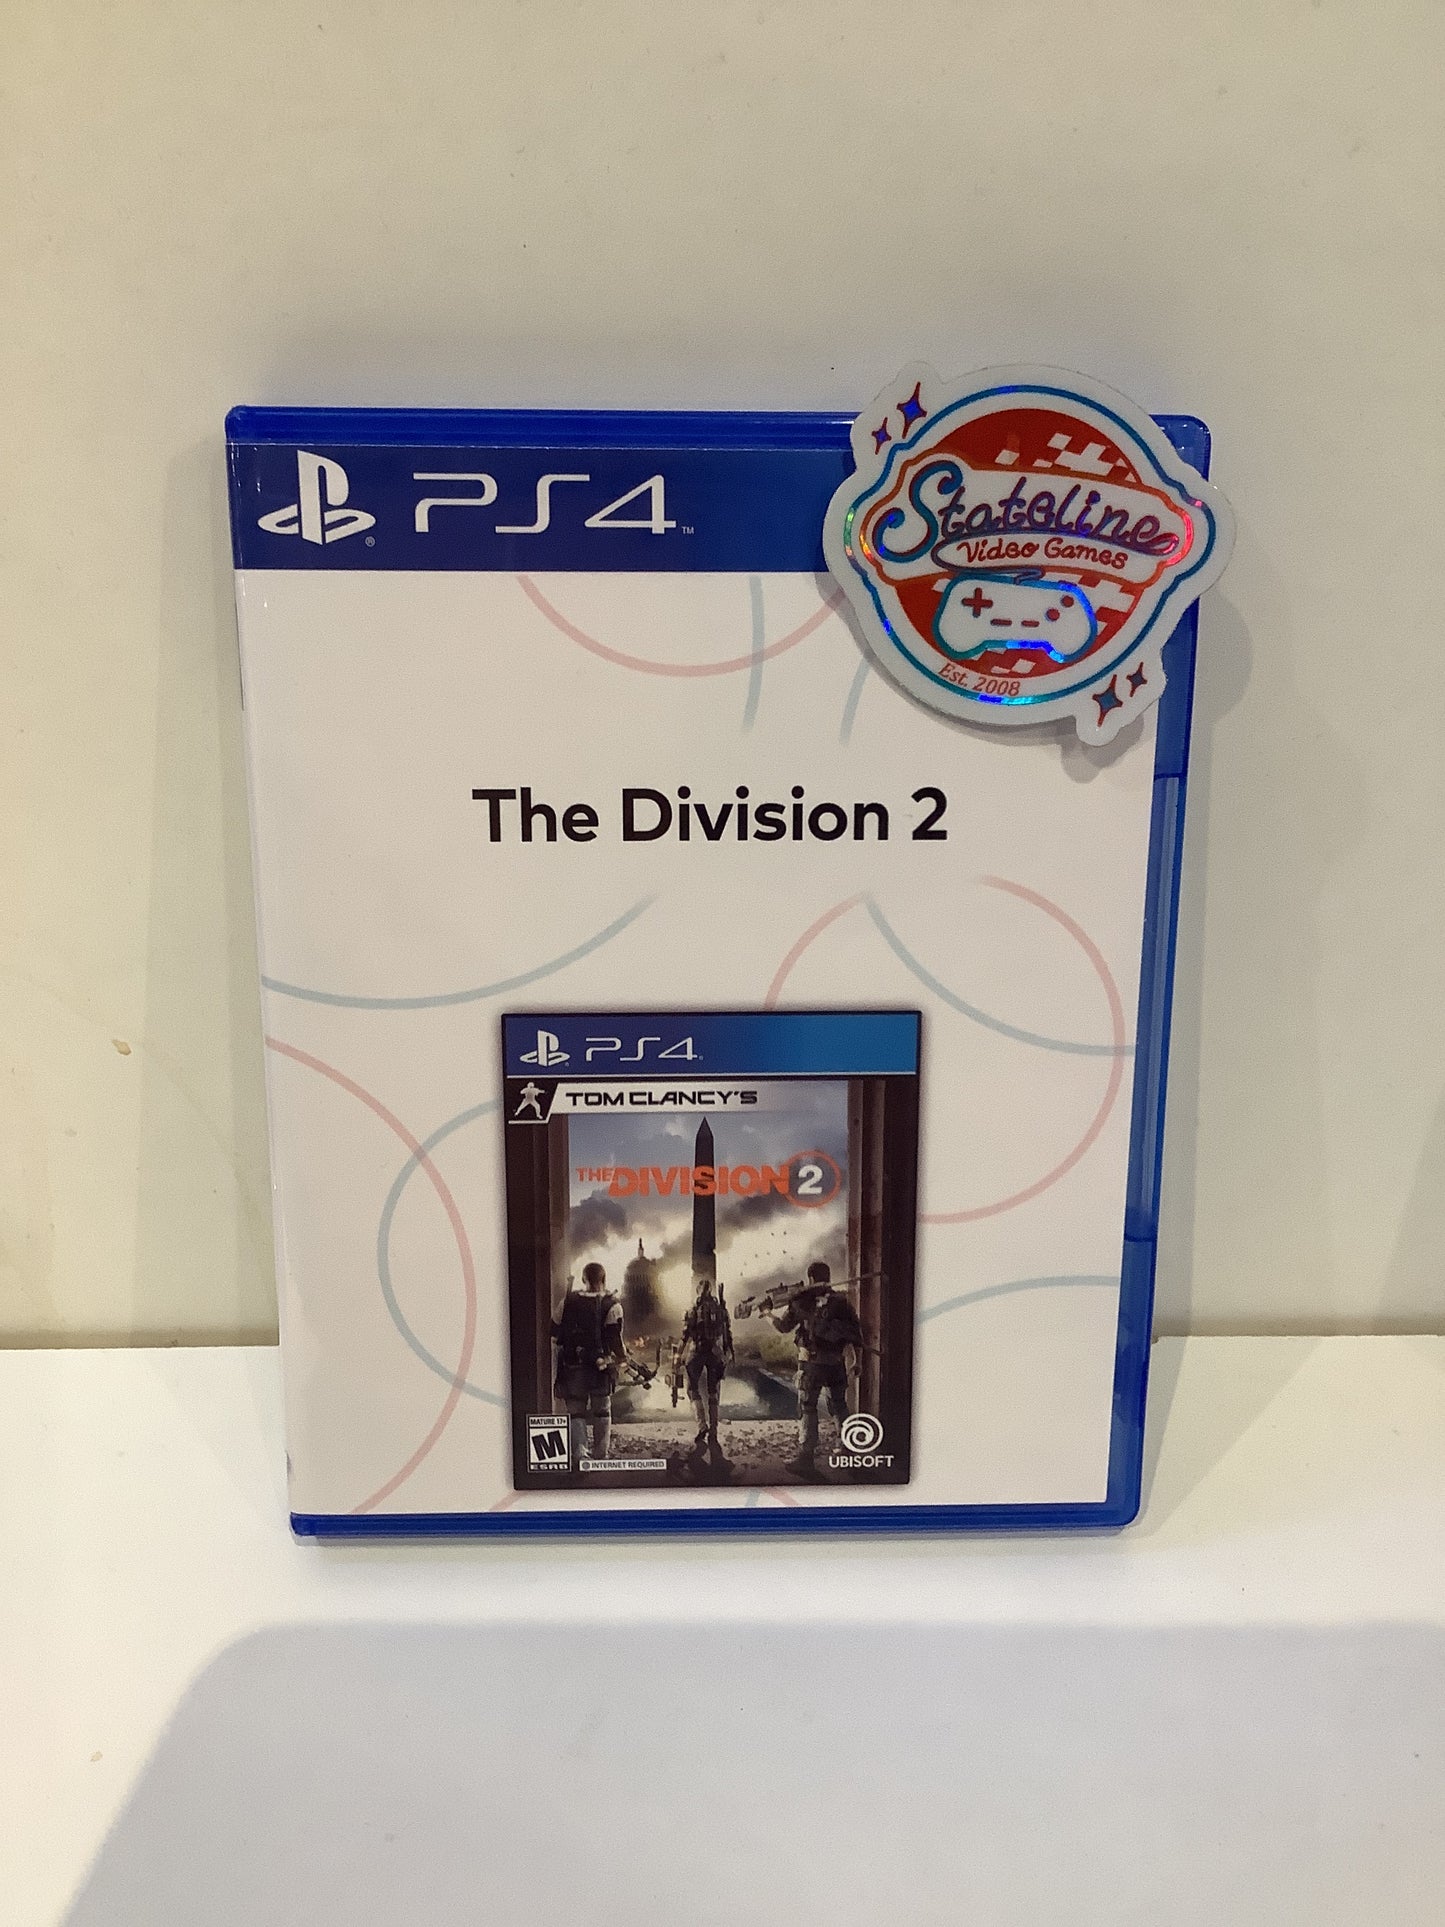 PS4™
Stateline
Video Games
Est. 2008
The Division 2
PS4
TOM CLANCY'S
THE DIVISION 2
MATURE 17+
M
ESRB
INTERNET REQUIRED
UBISOFT